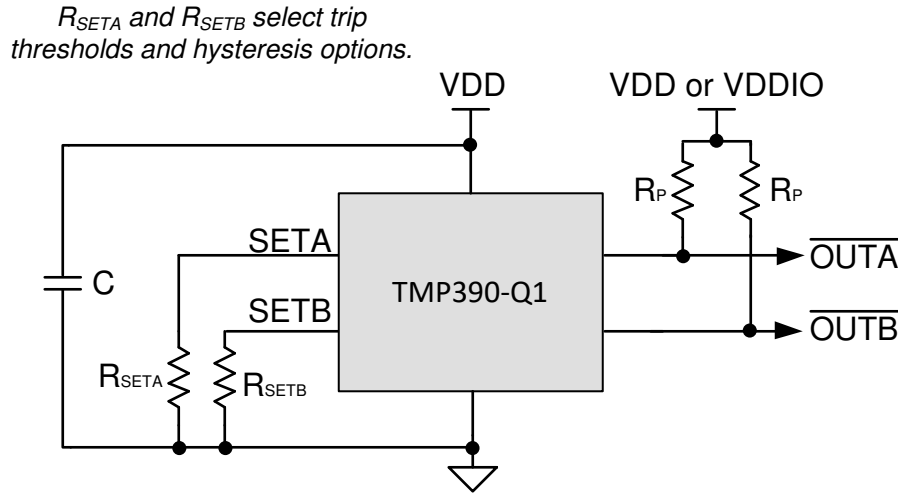 RSETA and RSETB select trip
thresholds and hysteresis options.
VDD
VDD or VDDIO
RP
RP
SETA
OUTA
C
TMP390-Q1
SETB
OUTB
RSETA
RSETB